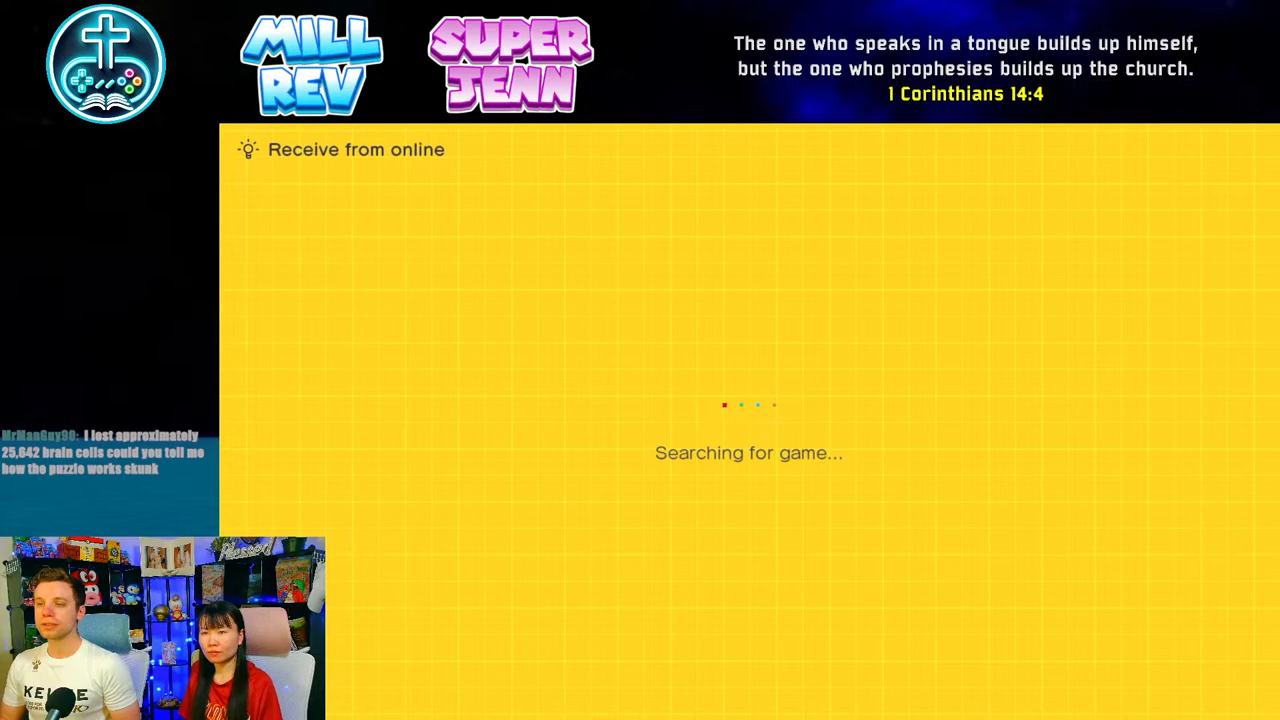 MILL
REV
SUPER
JENN
The one who speaks in a tongue builds up himself,
but the one who prophesies builds up the church.
1 Corinthians 14:4
Receive from online
Searching for game...
MrManGuy90: I lost approximately
25,642 brain cells could you tell me
how the puzzle works skunk
Blessed